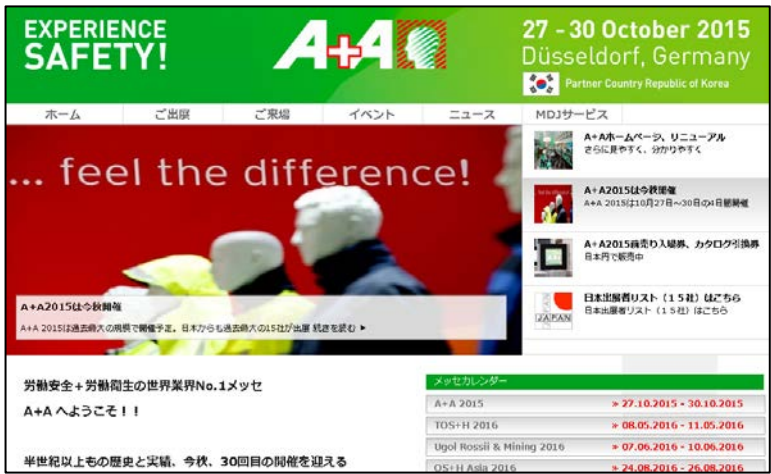 EXPERIENCE
SAFETY!
A+A
27 - 30 October 2015
Düsseldorf, Germany
Partner Country Republic of Korea
ホーム ご出展 ご来場 イベント ニュース MDJサービス
... feel the difference!
A+A2015は今秋開催
A+A 2015は過去最大の規模で開催予定。日本からも過去最大の15社が出展 続きを読む ▶
A+Aホームページ、リニューアル
さらに見やすく、分かりやすく
A+A2015は今秋開催
A+A 2015は10月27日～30日の4日間開催
A+A2015前売り入場券、カタログ引換券
日本円で販売中
JAPAN
日本出展者リスト（15社）はこちら
日本出展者リスト（15社）はこちら
労働安全＋労働衛生の世界業界No.1メッセ
A+A へようこそ！！
半世紀以上もの歴史と実績、今秋、30回目の開催を迎える
メッセカレンダー
A+A 2015 » 27.10.2015 - 30.10.2015
TOS+H 2016 » 08.05.2016 - 11.05.2016
Ugol Rossii & Mining 2016 » 07.06.2016 - 10.06.2016
OS+H Asia 2016 » 24.08.2016 - 26.08.2016